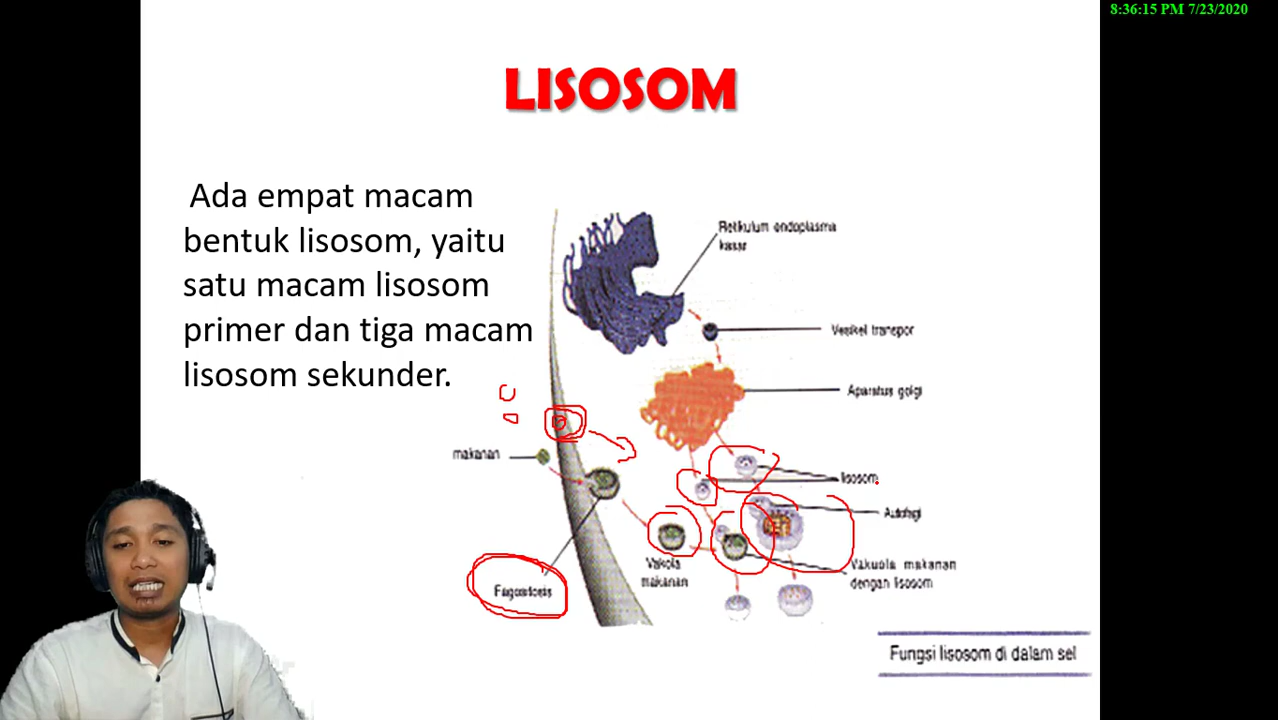 8:36:15 PM 7/23/2020
LISOSOM
Ada empat macam
bentuk lisosom, yaitu
satu macam lisosom
primer dan tiga macam
lisosom sekunder.
Retikulum endoplasma
kasar
Vesikel transpor
Aparatus golgi
makanan
lisosom
Autofagi
Vakola
makanan
Vakuola makanan
dengan lisosom
Fagositosis
Fungsi lisosom di dalam sel